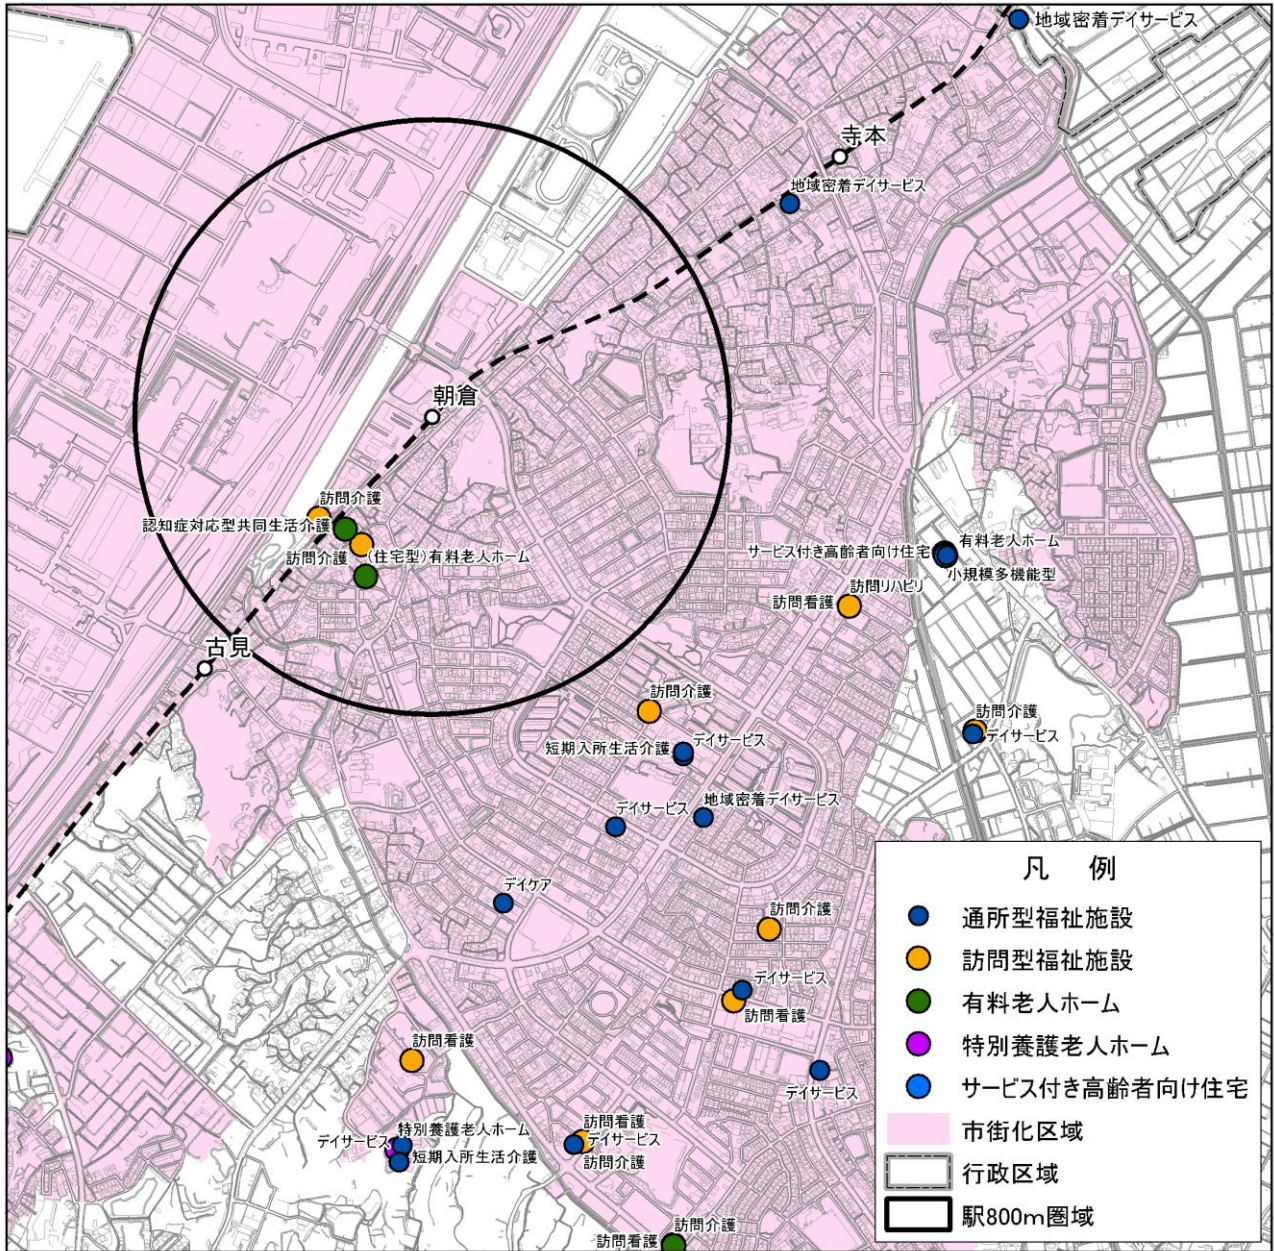 地域密着デイサービス
寺本
地域密着デイサービス
朝倉
訪問介護
認知症対応型共同生活介護
訪問介護
(住宅型)有料老人ホーム
サービス付き高齢者向け住宅
有料老人ホーム
小規模多機能型
訪問リハビリ
訪問看護
古見
訪問介護
訪問介護
デイサービス
デイサービス
短期入所生活介護
デイサービス
地域密着デイサービス
デイケア
訪問介護
デイサービス
訪問看護
訪問看護
デイサービス
特別養護老人ホーム
デイサービス
短期入所生活介護
訪問看護
デイサービス
訪問介護
訪問介護
訪問看護
凡 例
通所型福祉施設
訪問型福祉施設
有料老人ホーム
特別養護老人ホーム
サービス付き高齢者向け住宅
市街化区域
行政区域
駅800m圏域